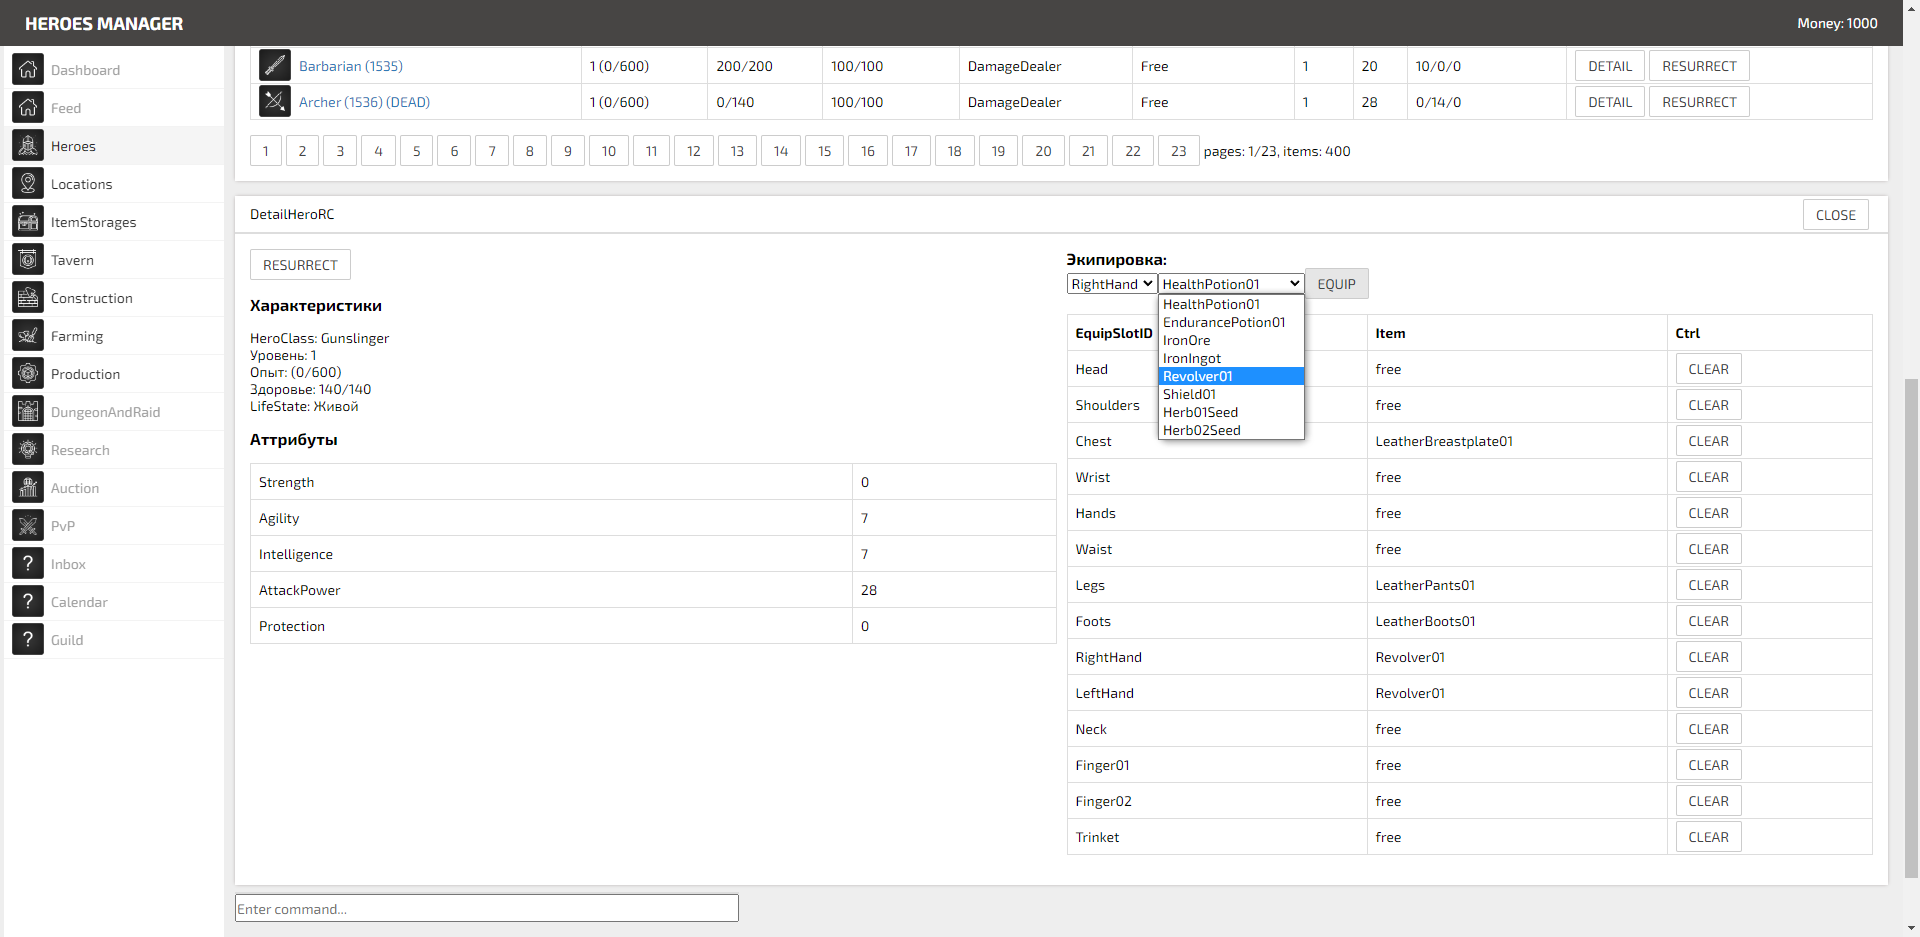 HEROES MANAGER
Money: 1000
Dashboard
Feed
Heroes
Locations
ItemStorages
Tavern
Construction
Farming
Production
DungeonAndRaid
Research
Auction
PvP
? Inbox
? Calendar
? Guild
Barbarian (1535) 1 (0/600) 200/200 100/100 DamageDealer Free 1 20 10/0/0 DETAIL RESURRECT
Archer (1536) (DEAD) 1 (0/600) 0/140 100/100 DamageDealer Free 1 28 0/14/0 DETAIL RESURRECT
1 2 3 4 5 6 7 8 9 10 11 12 13 14 15 16 17 18 19 20 21 22 23 pages: 1/23, items: 400
DetailHeroRC CLOSE
RESURRECT
Характеристики
HeroClass: Gunslinger
Уровень: 1
Опыт: (0/600)
Здоровье: 140/140
LifeState: Живой
Аттрибуты
Strength 0
Agility 7
Intelligence 7
AttackPower 28
Protection 0
Экипировка:
RightHand HealthPotion01 EQUIP
HealthPotion01
EndurancePotion01
IronOre
IronIngot
Revolver01
Shield01
Herb01Seed
Herb02Seed
EquipSlotID Item Ctrl
Head free CLEAR
Shoulders free CLEAR
Chest LeatherBreastplate01 CLEAR
Wrist free CLEAR
Hands free CLEAR
Waist free CLEAR
Legs LeatherPants01 CLEAR
Foots LeatherBoots01 CLEAR
RightHand Revolver01 CLEAR
LeftHand Revolver01 CLEAR
Neck free CLEAR
Finger01 free CLEAR
Finger02 free CLEAR
Trinket free CLEAR
Enter command...